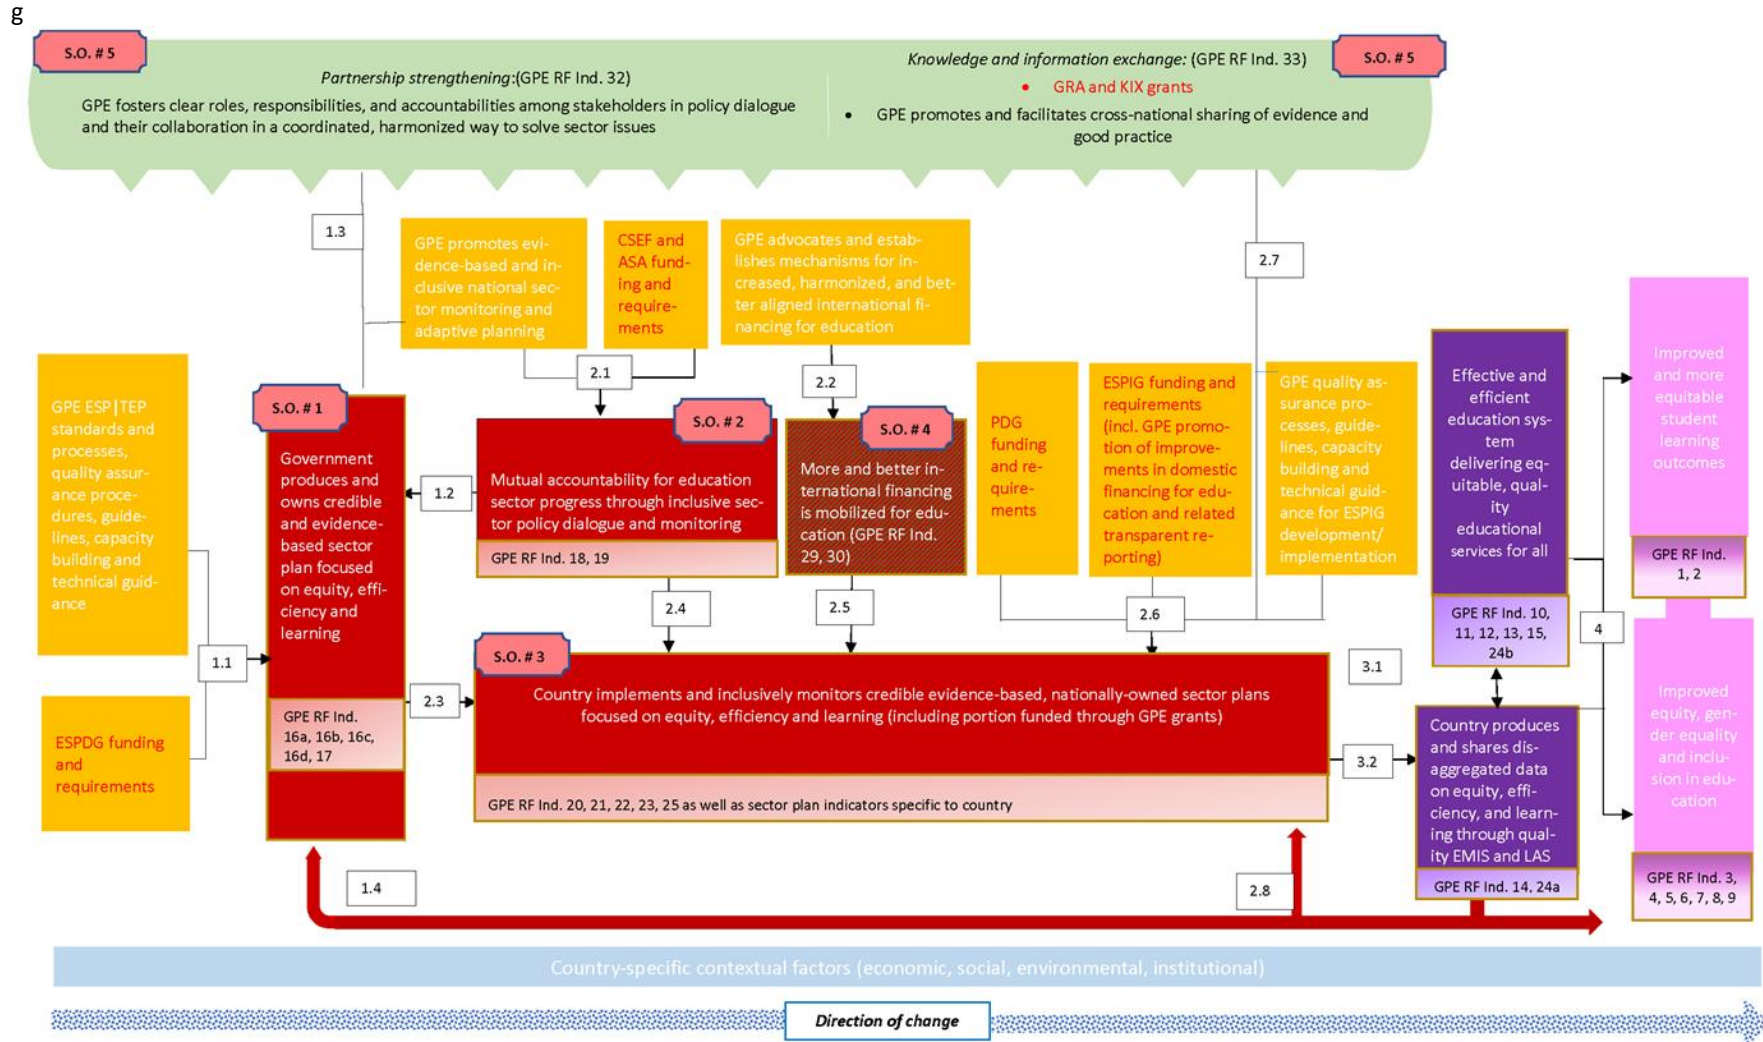 g
S.O. # 5
Partnership strengthening:(GPE RF Ind. 32)
GPE fosters clear roles, responsibilities, and accountabilities among stakeholders in policy dialogue
and their collaboration in a coordinated, harmonized way to solve sector issues
Knowledge and information exchange: (GPE RF Ind. 33)
S.O. # 5
• GRA and KIX grants
• GPE promotes and facilitates cross-national sharing of evidence and
good practice
1.3
GPE promotes evi-
dence-based and in-
clusive national sec-
tor monitoring and
adaptive planning
CSEF and
ASA fund-
ing and
require-
ments
GPE advocates and estab-
lishes mechanisms for in-
creased, harmonized, and bet-
ter aligned international fi-
nancing for education
2.7
2.1
2.2
GPE ESP|TEP
standards and
processes,
quality assur-
ance proce-
dures, guide-
lines, capacity
building and
technical guid-
ance
1.1
ESPDG funding
and
requirements
S.O. # 1
Government
produces and
owns credible
and evidence-
based sector
plan focused
on equity, effi-
ciency and
learning
GPE RF Ind.
16a, 16b, 16c,
16d, 17
1.2
S.O. # 2
Mutual accountability for education
sector progress through inclusive sec-
tor policy dialogue and monitoring
GPE RF Ind. 18, 19
S.O. # 4
More and better in-
ternational financing
is mobilized for edu-
cation (GPE RF Ind.
29, 30)
PDG
funding
and re-
quire-
ments
ESPIG funding and
requirements
(incl. GPE promo-
tion of improve-
ments in domestic
financing for edu-
cation and related
transparent re-
porting)
GPE quality as-
surance pro-
cesses, guide-
lines, capacity
building and
technical guid-
ance for ESPIG
development/
implementation
2.4
2.5
2.6
2.3
S.O. # 3
Country implements and inclusively monitors credible evidence-based, nationally-owned sector plans
focused on equity, efficiency and learning (including portion funded through GPE grants)
GPE RF Ind. 20, 21, 22, 23, 25 as well as sector plan indicators specific to country
3.1
3.2
Effective and
efficient
education sys-
tem
delivering eq-
uitable, qual-
ity
educational
services for all
GPE RF Ind. 10,
11, 12, 13, 15,
24b
Country produces
and shares dis-
aggregated data
on equity, effi-
ciency, and learn-
ing through qual-
ity EMIS and LAS
GPE RF Ind. 14, 24a
4
Improved
and more
equitable
student
learning
outcomes
GPE RF Ind.
1, 2
Improved
equity, gen-
der equality
and inclu-
sion in edu-
cation
GPE RF Ind. 3,
4, 5, 6, 7, 8, 9
1.4
2.8
Country-specific contextual factors (economic, social, environmental, institutional)
Direction of change